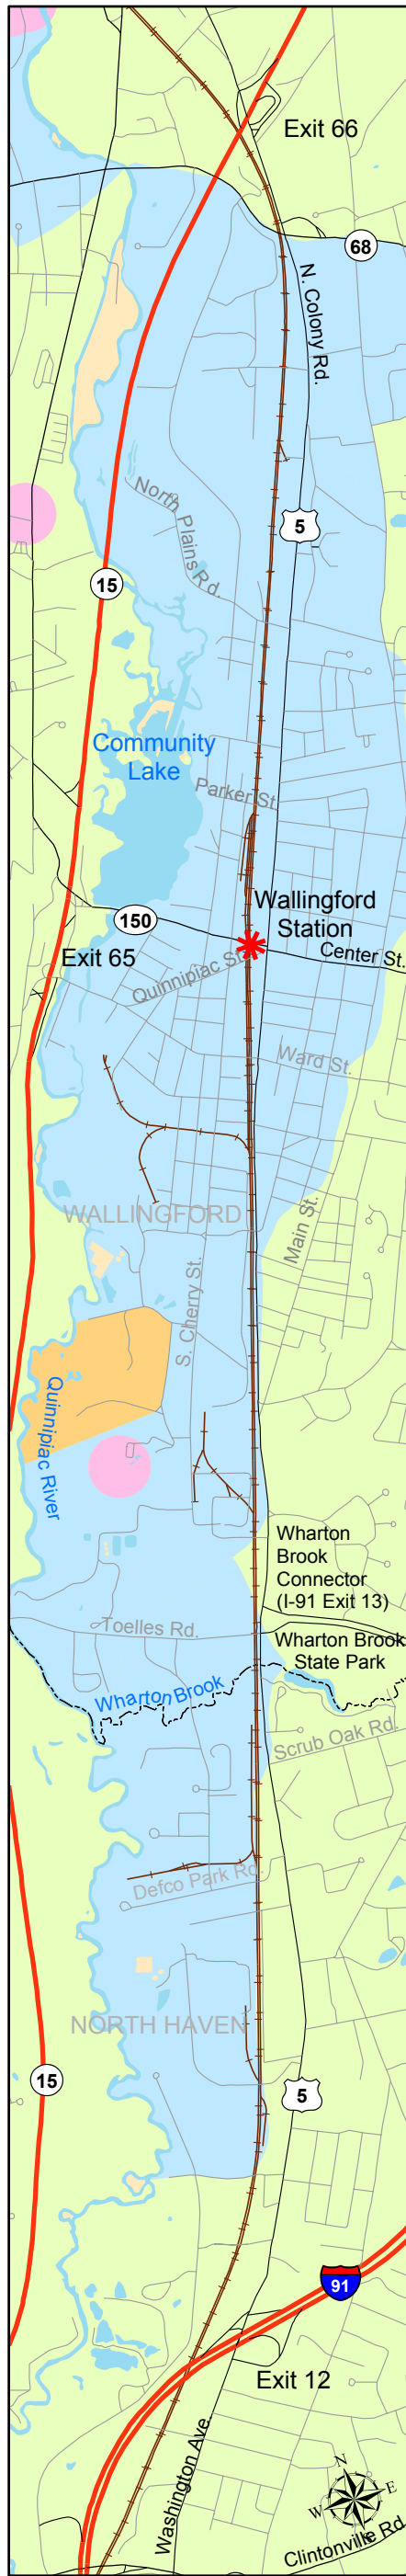 Exit 66
68
N. Colony Rd.
North Plains Rd.
5
15
Community
Lake
Parker St.
Wallingford
Station
150
Center St.
Exit 65
Quinnipiac St.
Ward St.
WALLINGFORD
Main St.
S. Cherry St.
Quinnipiac River
Wharton
Brook
Connector
(I-91 Exit 13)
Toelles Rd.
Wharton Brook
State Park
Wharton Brook
Scrub Oak Rd.
Defco Park Rd.
NORTH HAVEN
15
5
91
Exit 12
Washington Ave.
N
W
E
S
Clintonville Rd